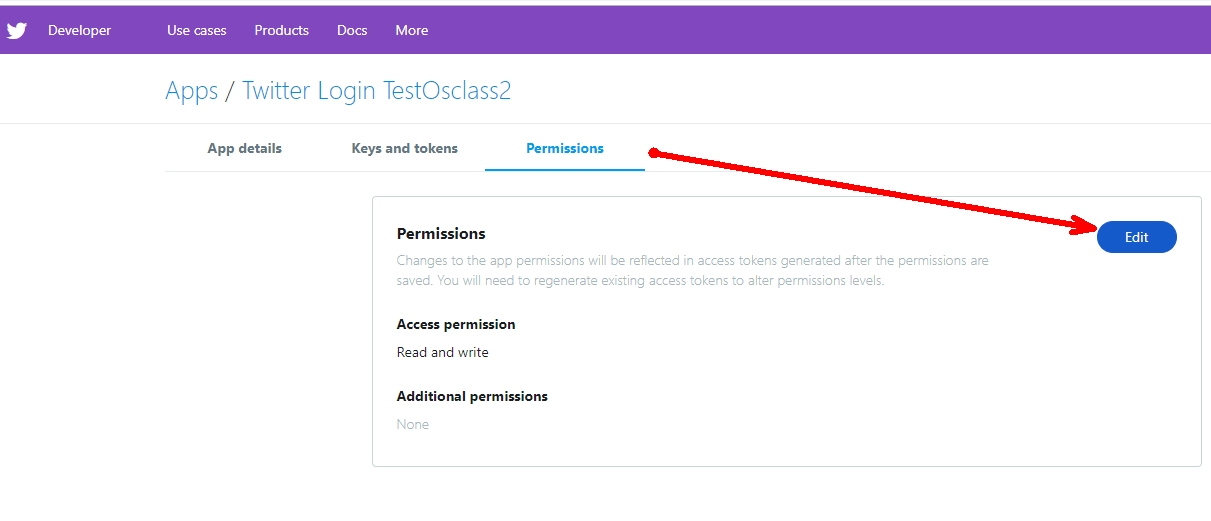 Developer Use cases Products Docs More
Apps / Twitter Login TestOsclass2
App details Keys and tokens Permissions
Permissions
Edit
Changes to the app permissions will be reflected in access tokens generated after the permissions are
saved. You will need to regenerate existing access tokens to alter permissions levels.
Access permission
Read and write
Additional permissions
None